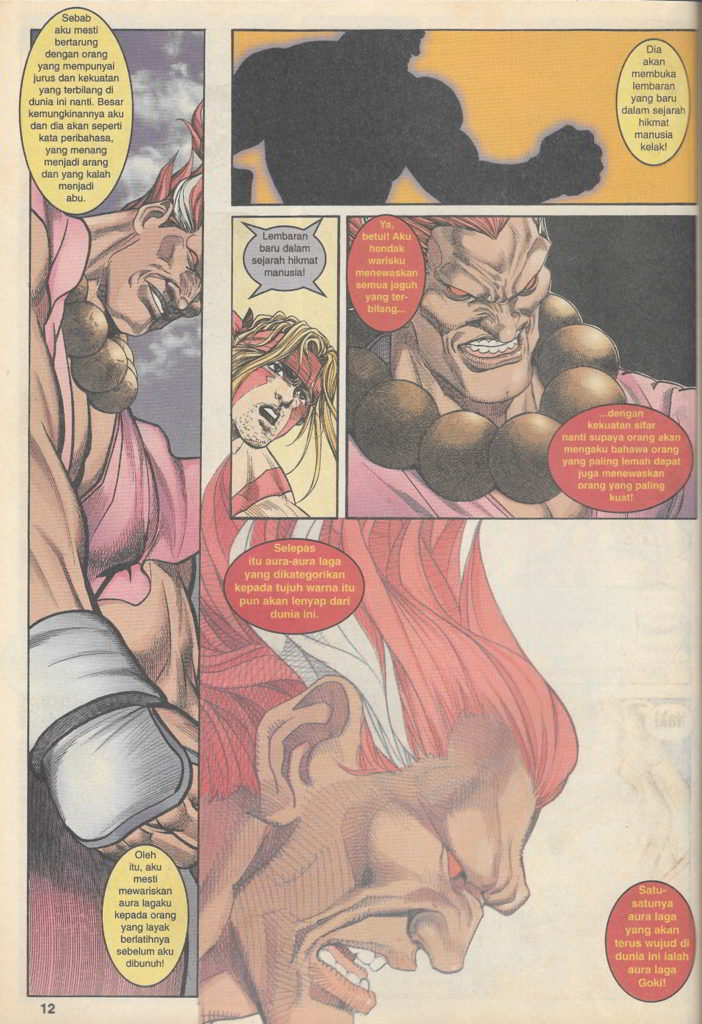 Sebab
aku mesti
bertarung
dengan orang
yang mempunyai
jurus dan kekuatan
yang terbilang di
dunia ini nanti. Besar
kemungkinannya aku
dan dia akan seperti
kata peribahasa,
yang menang
menjadi arang
dan yang kalah
menjadi
abu.
Oleh
itu, aku
mesti
mewariskan
aura lagaku
kepada orang
yang layak
berlatihnya
sebelum aku
dibunuh!
Dia
akan
membuka
lembaran
yang baru
dalam sejarah
hikmat
manusia
kelak!
Lembaran
baru dalam
sejarah hikmat
manusia!
Ya,
betul! Aku
hendak
warisku
menewaskan
semua jaguh
yang ter-
bilang...
...dengan
kekuatan sifar
nanti supaya orang akan
mengaku bahawa orang
yang paling lemah dapat
juga menewaskan
orang yang paling
kuat!
Selepas
itu aura-aura laga
yang dikategorikan
kepada tujuh warna itu
pun akan lenyap dari
dunia ini.
Satu-
satunya
aura laga
yang akan
terus wujud di
dunia ini ialah
aura laga
Goki!
12